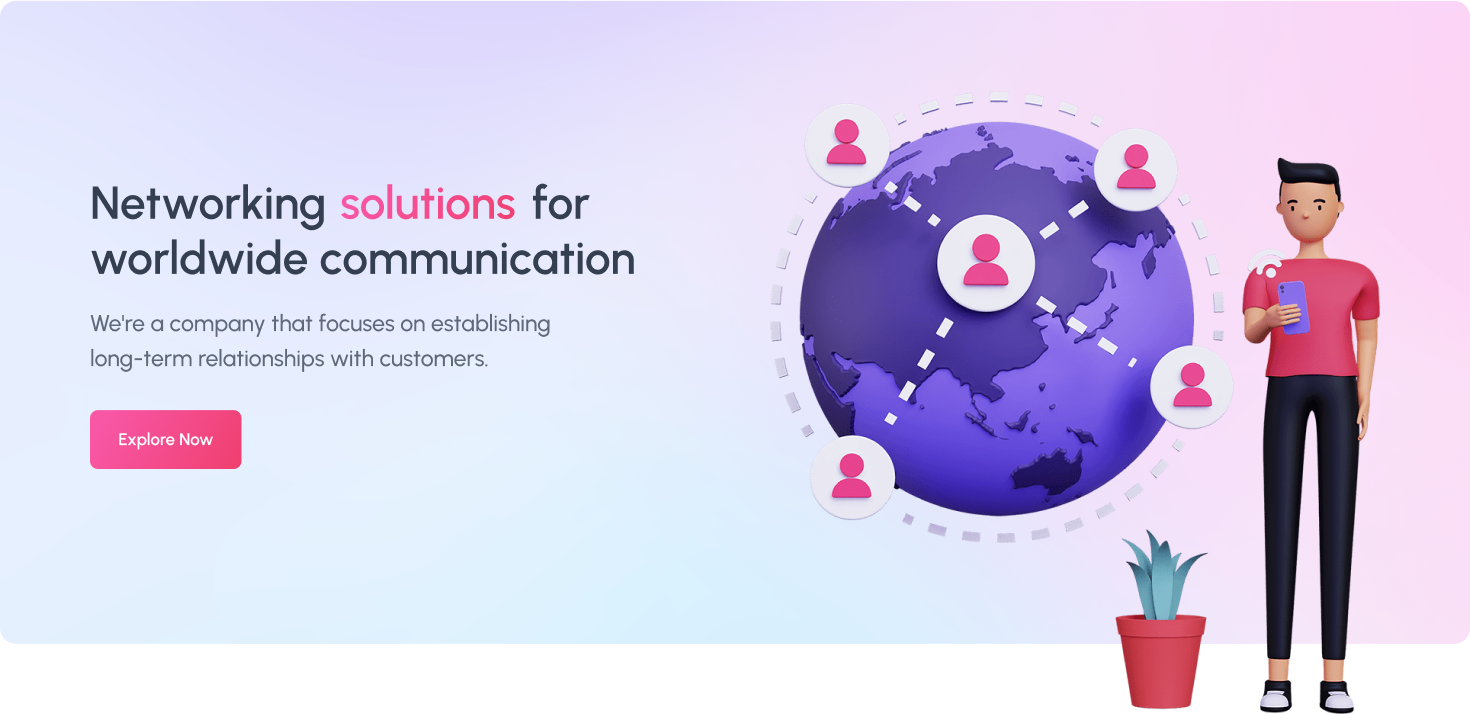 Networking solutions for
worldwide communication
We're a company that focuses on establishing
long-term relationships with customers.
Explore Now